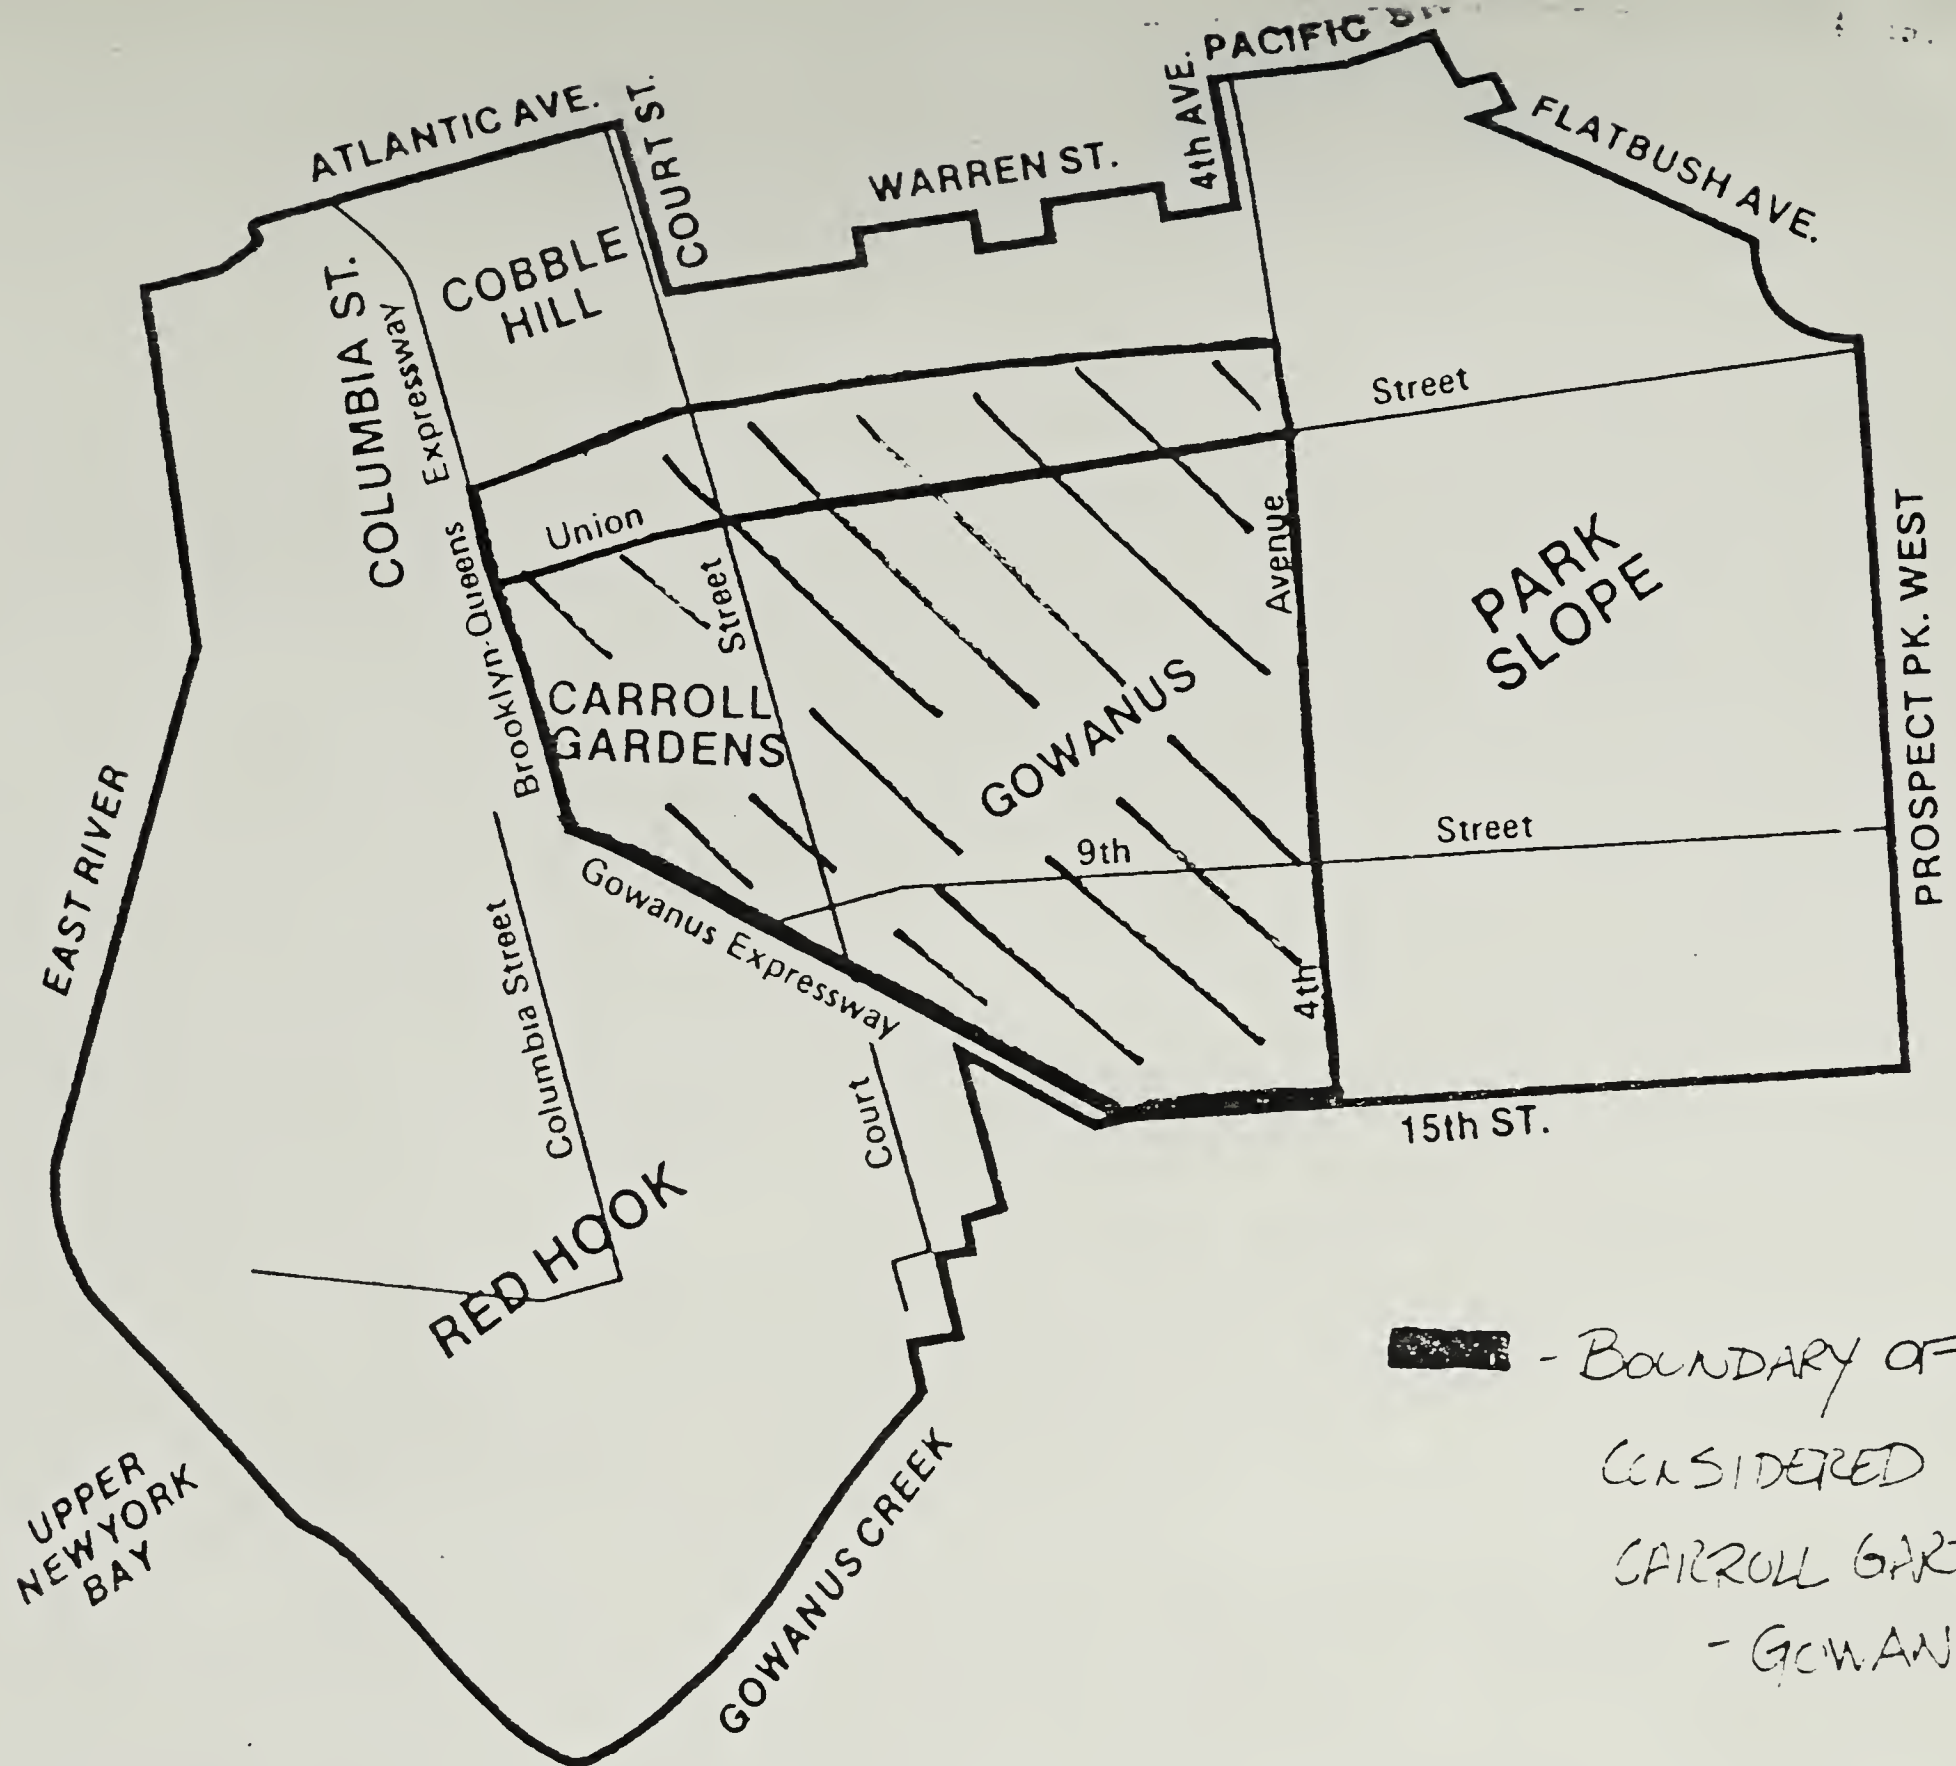 PACIFIC
ATLANTIC AVE.
COURT ST.
4th AVE.
FLATBUSH AVE.
WARREN ST.
COLUMBIA ST.
COBBLE
HILL
Expressway
Street
Union
Brooklyn-Queens
Street
Avenue
PARK
SLOPE
PROSPECT PK. WEST
CARROLL
GARDENS
GOWANUS
EAST RIVER
9th
Street
Gowanus Expressway
Columbia Street
4th
Court
15th ST.
RED HOOK
- BOUNDARY OF
CONSIDERED
CARROLL
- GOWAN
UPPER
NEW YORK
BAY
GOWANUS CREEK